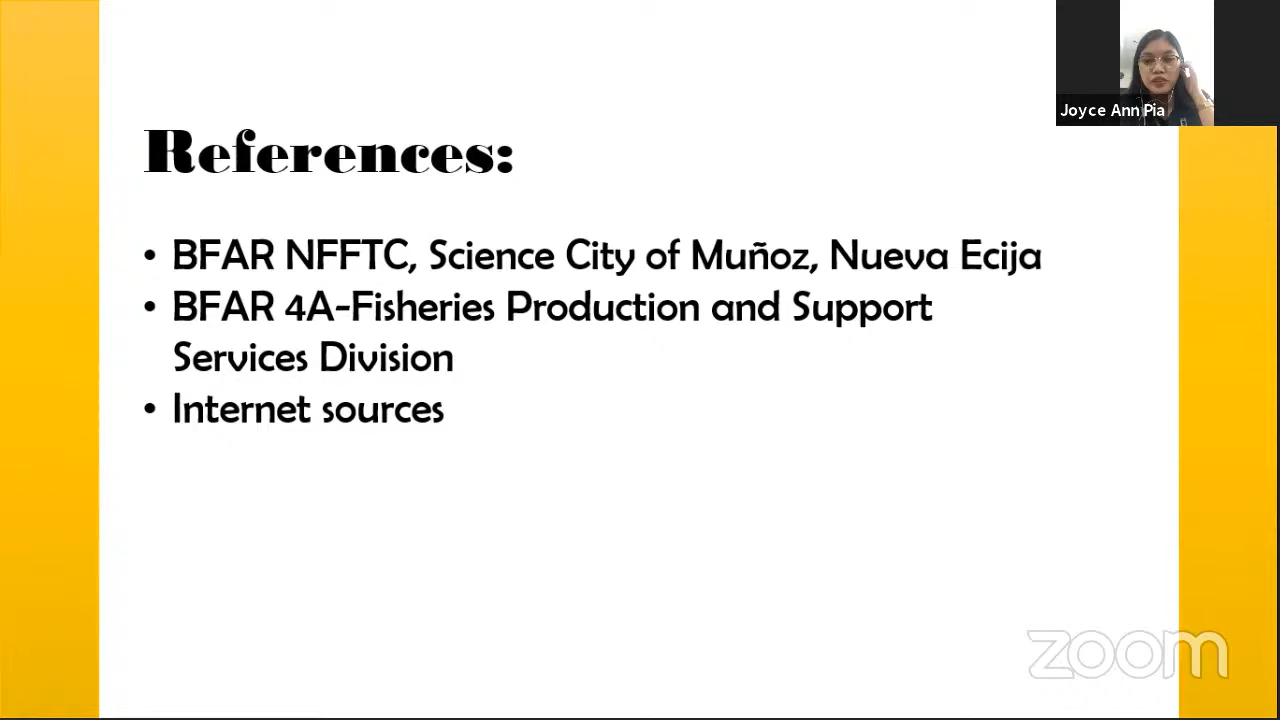 Joyce Ann Pia
References:
• BFAR NFFTC, Science City of Muñoz, Nueva Ecija
• BFAR 4A-Fisheries Production and Support
Services Division
• Internet sources
zoom